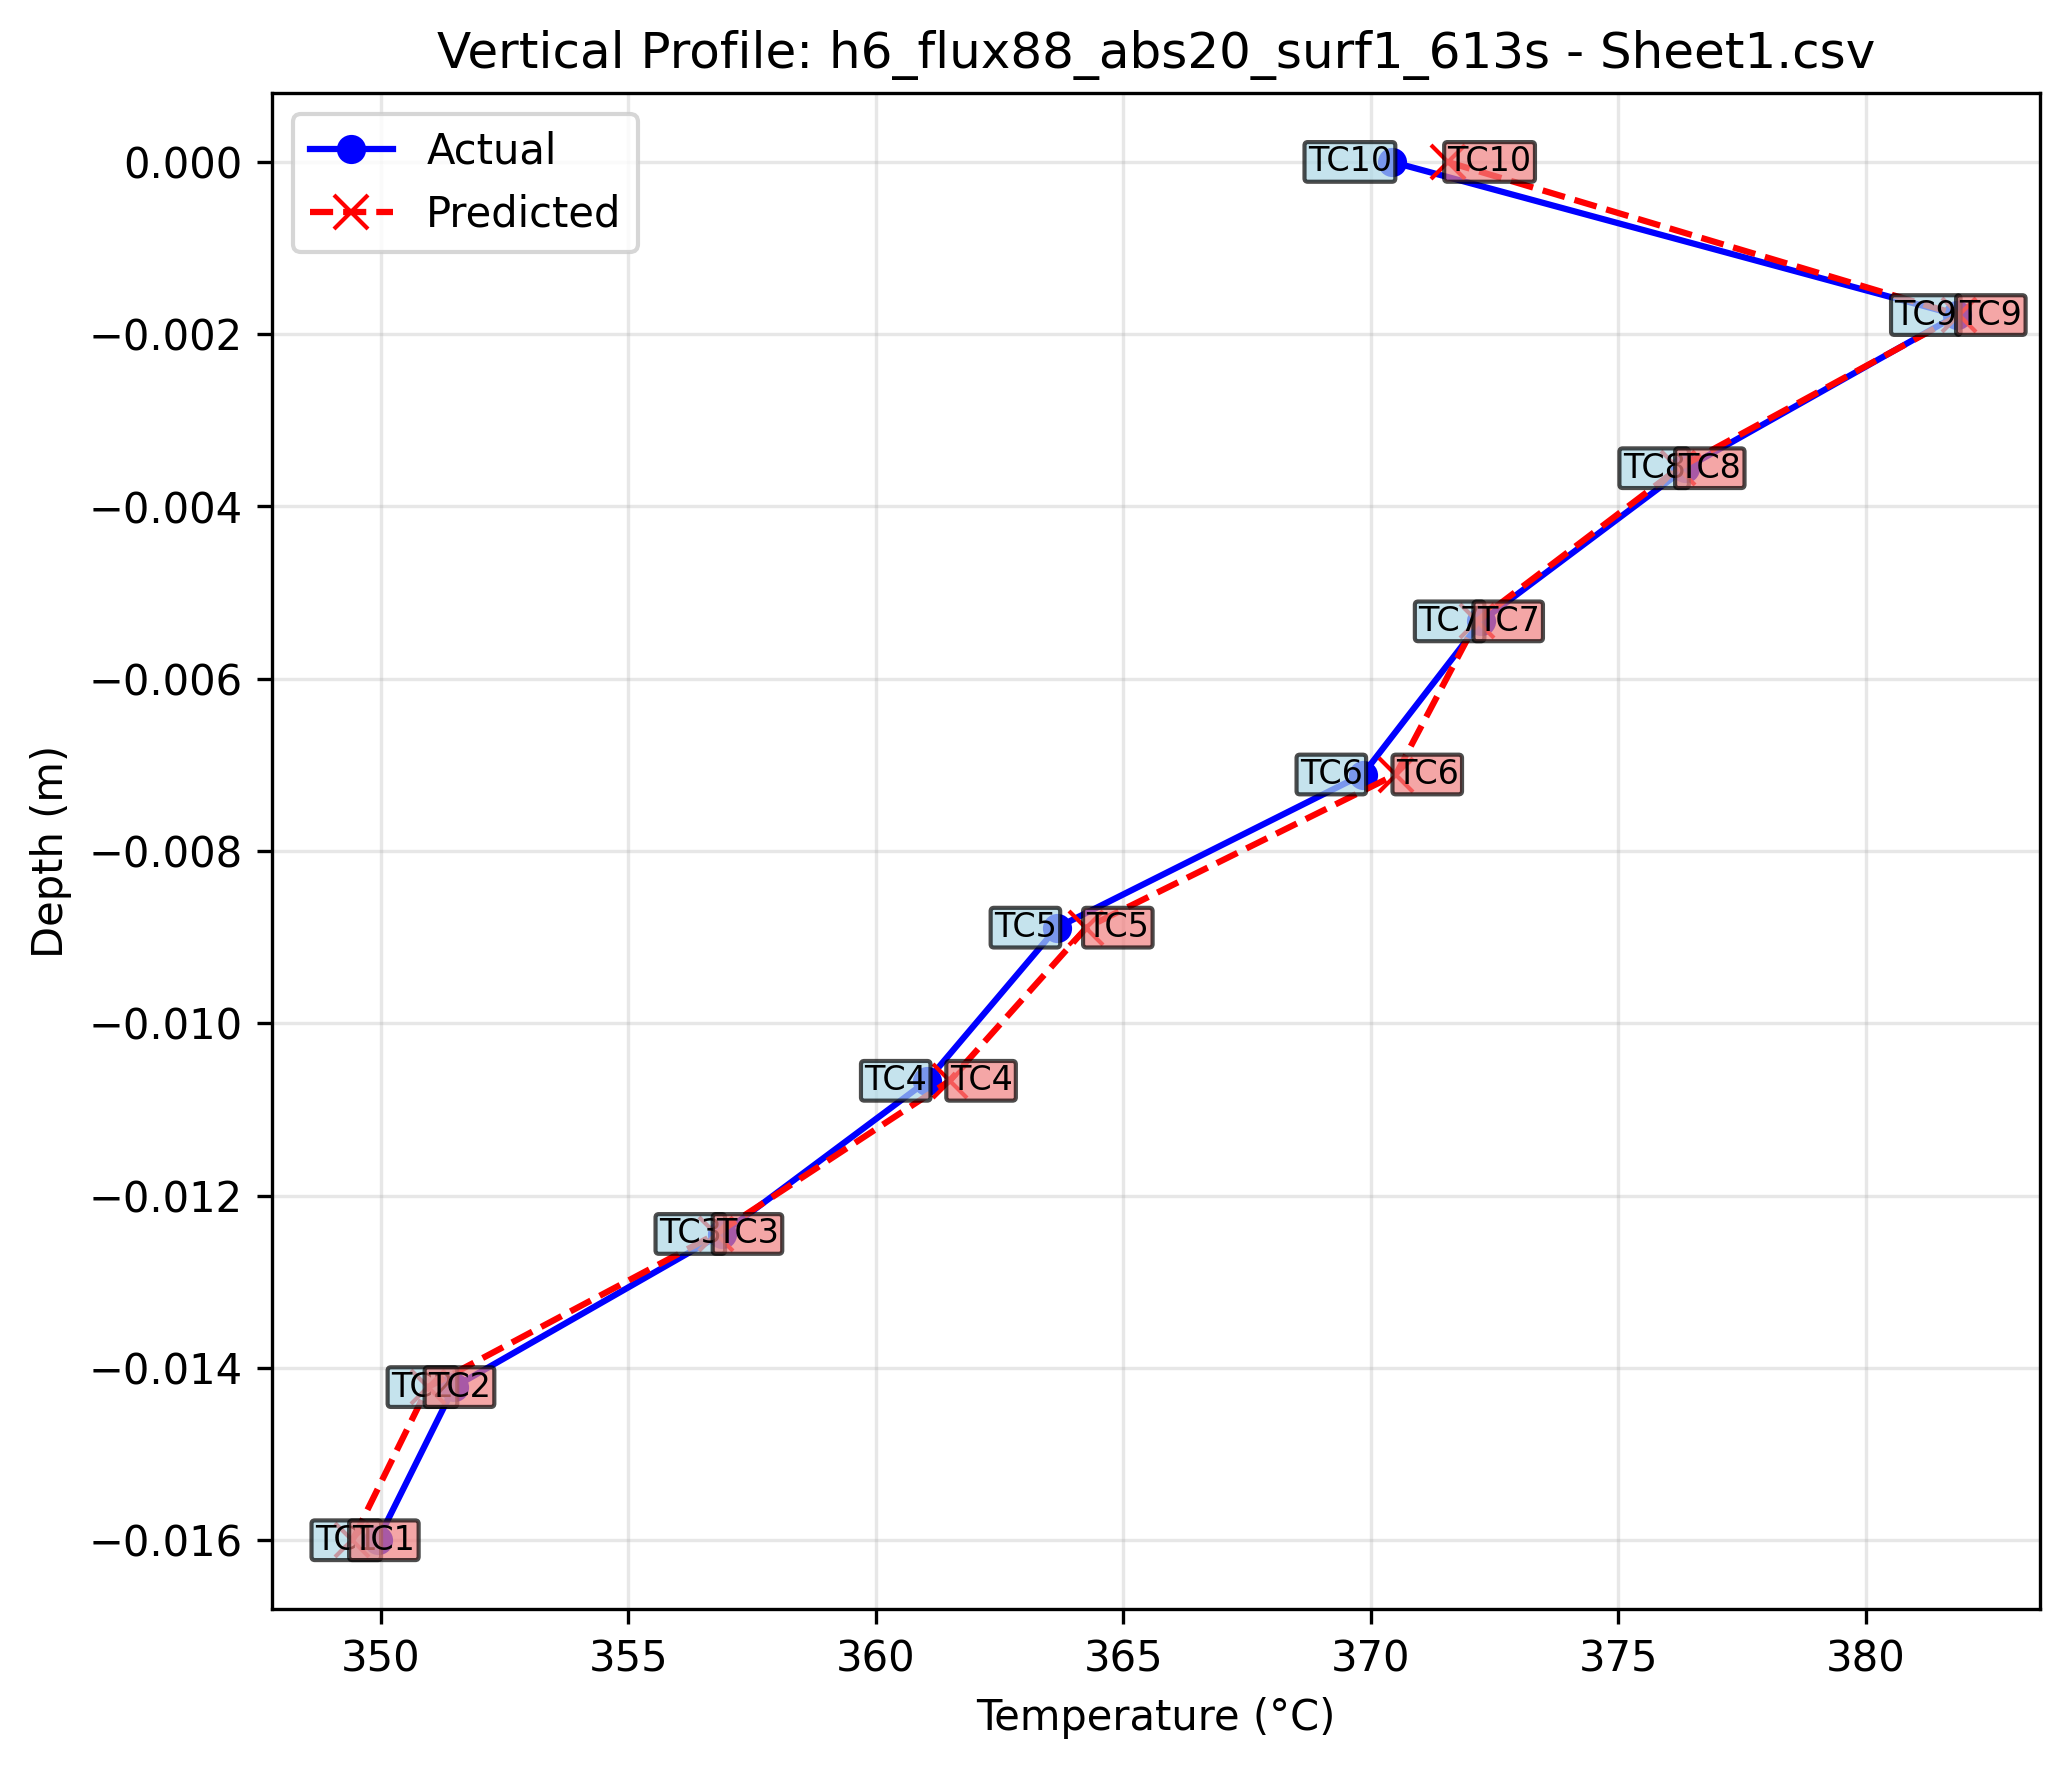 Vertical Profile: h6_flux88_abs20_surf1_613s - Sheet1.csv
Actual
Predicted
0.000
−0.002
−0.004
−0.006
−0.008
−0.010
−0.012
−0.014
−0.016
Depth (m)
TC10 TC10
TC9 TC9
TC8 TC8
TC7 TC7
TC6 TC6
TC5 TC5
TC4 TC4
TC3 TC3
TC2
TC1
350 355 360 365 370 375 380
Temperature (°C)